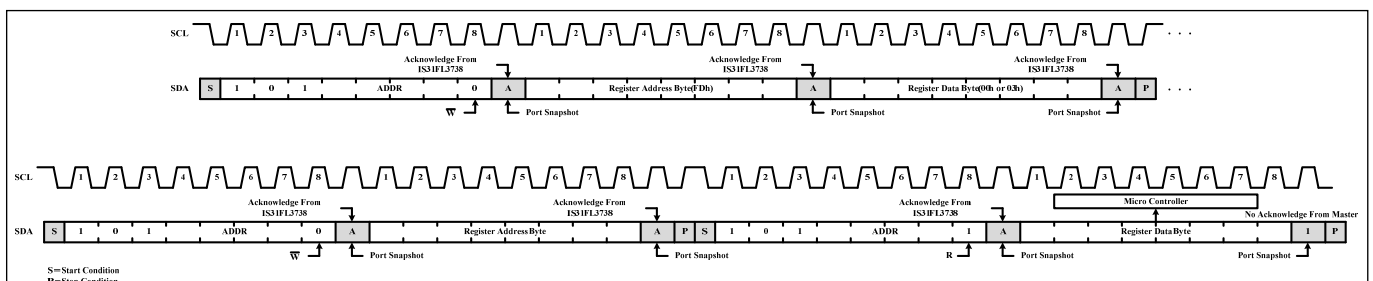 SCL 1 2 3 4 5 6 7 8 1 2 3 4 5 6 7 8 1 2 3 4 5 6 7 8 . . .
Acknowledge From IS31FL3738 Acknowledge From IS31FL3738 Acknowledge From IS31FL3738
SDA S 1 0 1 ADDR 0 A Register Address Byte(FDh) A Register Data Byte(00h or 03h) A P . . .
W Port Snapshot Port Snapshot Port Snapshot
SCL 1 2 3 4 5 6 7 8 1 2 3 4 5 6 7 8 1 2 3 4 5 6 7 8 1 2 3 4 5 6 7 8
Acknowledge From IS31FL3738 Acknowledge From IS31FL3738 Acknowledge From IS31FL3738 Micro Controller No Acknowledge From Master
SDA S 1 0 1 ADDR 0 A Register Address Byte A P S 1 0 1 ADDR 1 A Register Data Byte 1 P
W Port Snapshot Port Snapshot R Port Snapshot Port Snapshot
S=Start Condition